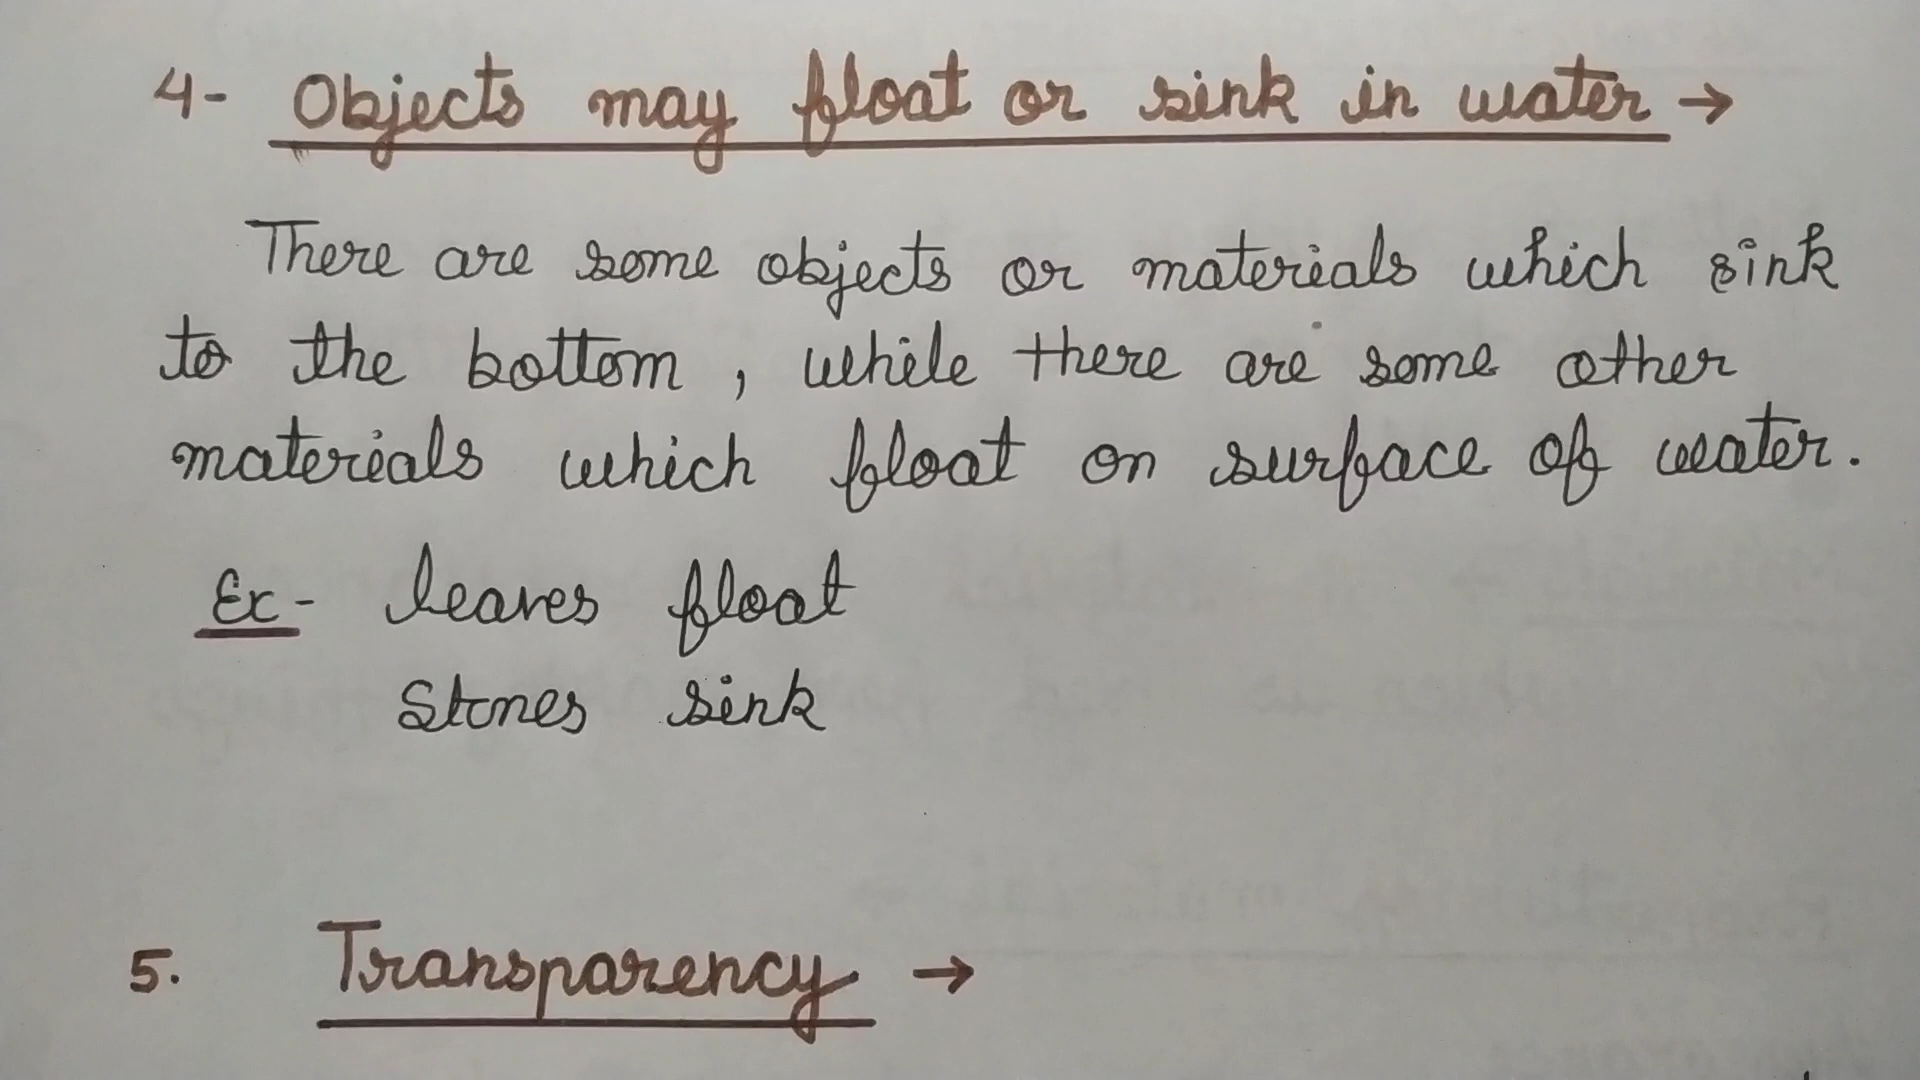 4- Objects may float or sink in water →
There are some objects or materials which sink
to the bottom , while there are some other
materials which float on surface of water.
Ex- leaves float
Stones sink
5. Transparency →